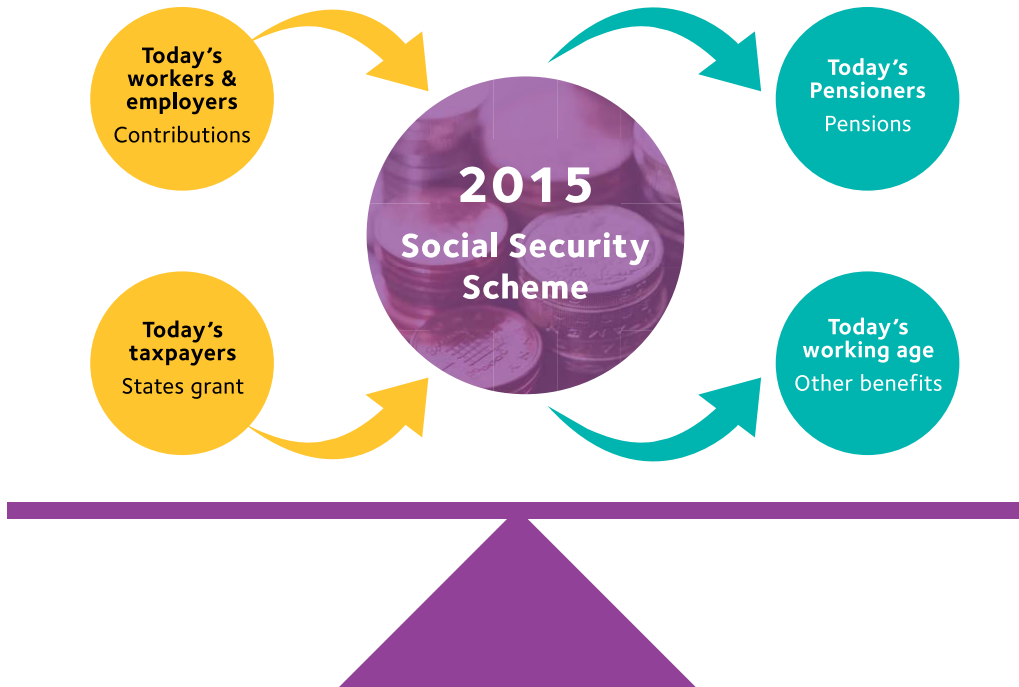 Today's
workers &
employers
Contributions
Today's
taxpayers
States grant
2015
Social Security
Scheme
Today's
Pensioners
Pensions
Today's
working age
Other benefits